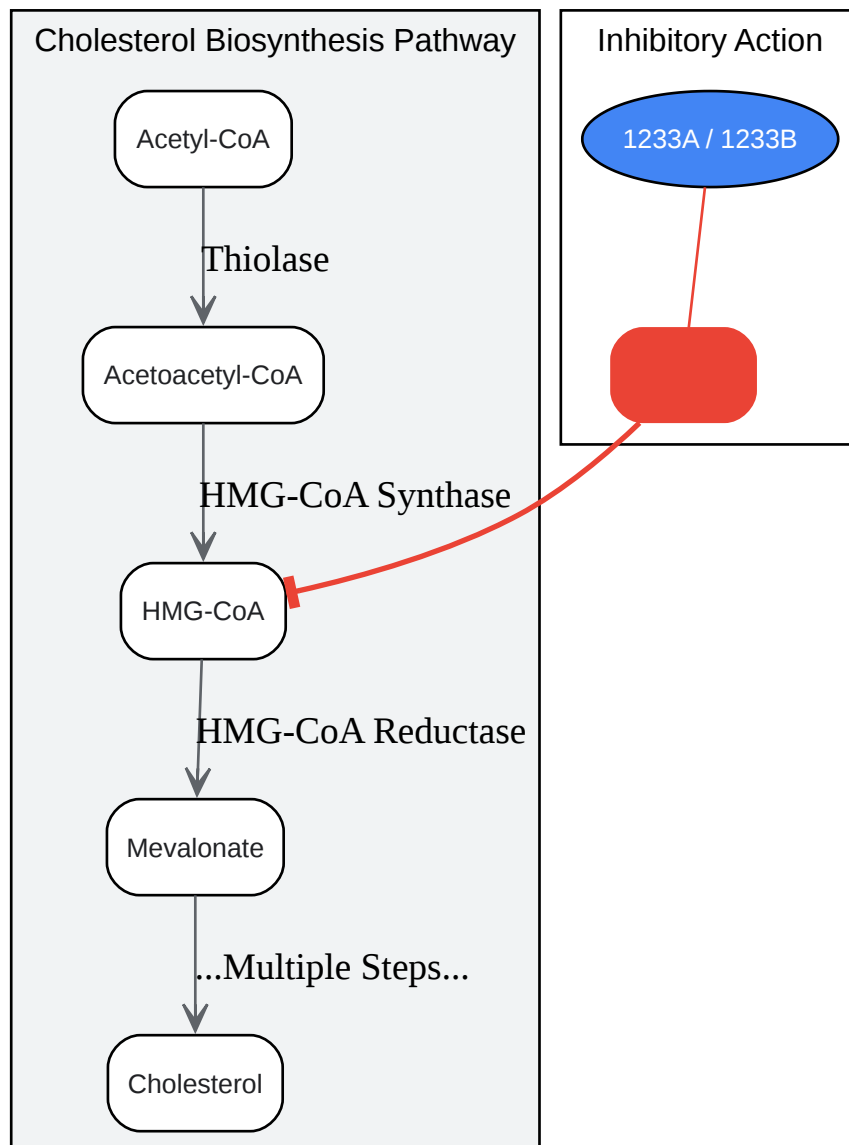 Cholesterol Biosynthesis Pathway
Acetyl-CoA
Thiolase
Acetoacetyl-CoA
HMG-CoA Synthase
HMG-CoA
HMG-CoA Reductase
Mevalonate
...Multiple Steps...
Cholesterol
Inhibitory Action
1233A / 1233B